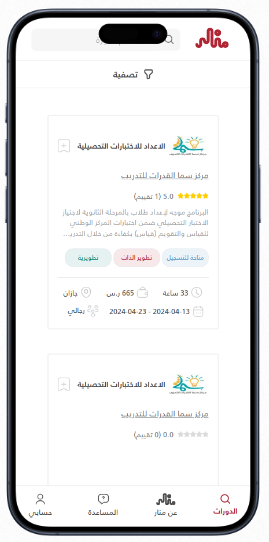 منالر
تصفية
الاعداد للاختبارات التحصيلية
مركز سما القدرات للتدريب
5.0 (1 تقييم)
البرنامج موجه لإعداد طلاب بالمرحلة الثانوية لاجتياز
الاختبار التحصيلي ضمن اختبارات المركز الوطني
للقياس والتقويم (قياس) بكفاءة من خلال التدريب...
متاحة للتسجيل
تطوير الذات
تطويرية
33 ساعة
665 ر.س
جازان
2024-04-23 - 2024-04-13
رجالي
الاعداد للاختبارات التحصيلية
مركز سما القدرات للتدريب
0.0 (0 تقييم)
الدورات
عن منار
المساعدة
حسابي